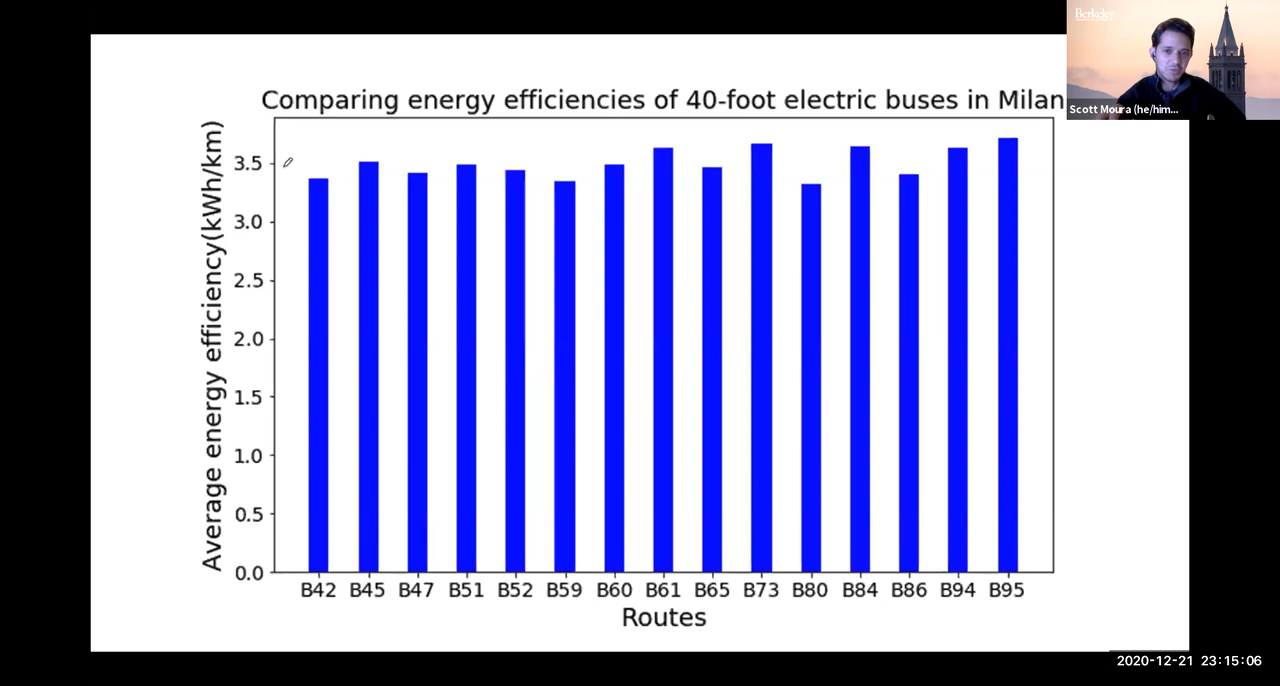 Berkeley
Scott Moura (he/him...
Comparing energy efficiencies of 40-foot electric buses in Milan
Average energy efficiency(kWh/km)
3.5
3.0
2.5
2.0
1.5
1.0
0.5
0.0
B42 B45 B47 B51 B52 B59 B60 B61 B65 B73 B80 B84 B86 B94 B95
Routes
2020-12-21 23:15:06